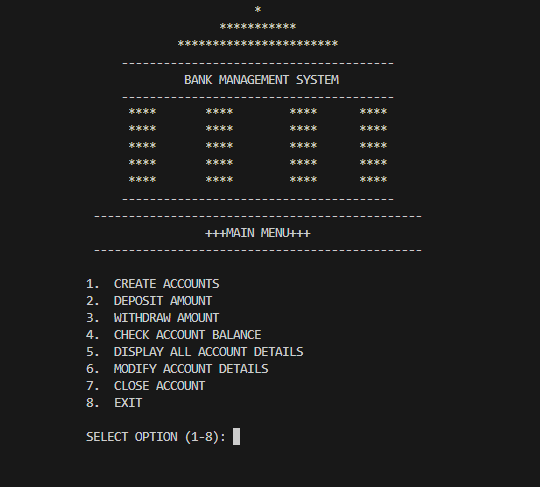 *
***********
***********************
---------------------------------------
BANK MANAGEMENT SYSTEM
---------------------------------------
**** **** **** ****
**** **** **** ****
**** **** **** ****
**** **** **** ****
**** **** **** ****
---------------------------------------
-----------------------------------------------
+++MAIN MENU+++
-----------------------------------------------
1. CREATE ACCOUNTS
2. DEPOSIT AMOUNT
3. WITHDRAW AMOUNT
4. CHECK ACCOUNT BALANCE
5. DISPLAY ALL ACCOUNT DETAILS
6. MODIFY ACCOUNT DETAILS
7. CLOSE ACCOUNT
8. EXIT
SELECT OPTION (1-8):